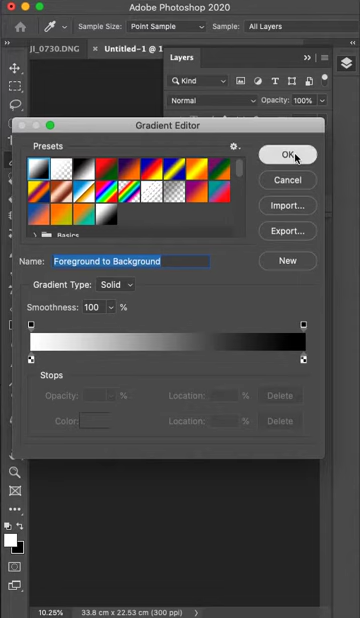 Adobe Photoshop 2020
Sample Size: Point Sample Sample: All Layers
JI_0730.DNG × Untitled-1 @ 1
Layers
Kind
Normal Opacity: 100%
Gradient Editor
Presets
OK
Cancel
Import...
Export...
Basics
Name: Foreground to Background
New
Gradient Type: Solid
Smoothness: 100 %
Stops
Opacity: % Location: % Delete
Color: Location: % Delete
10.25% 33.8 cm x 22.53 cm (300 ppi)